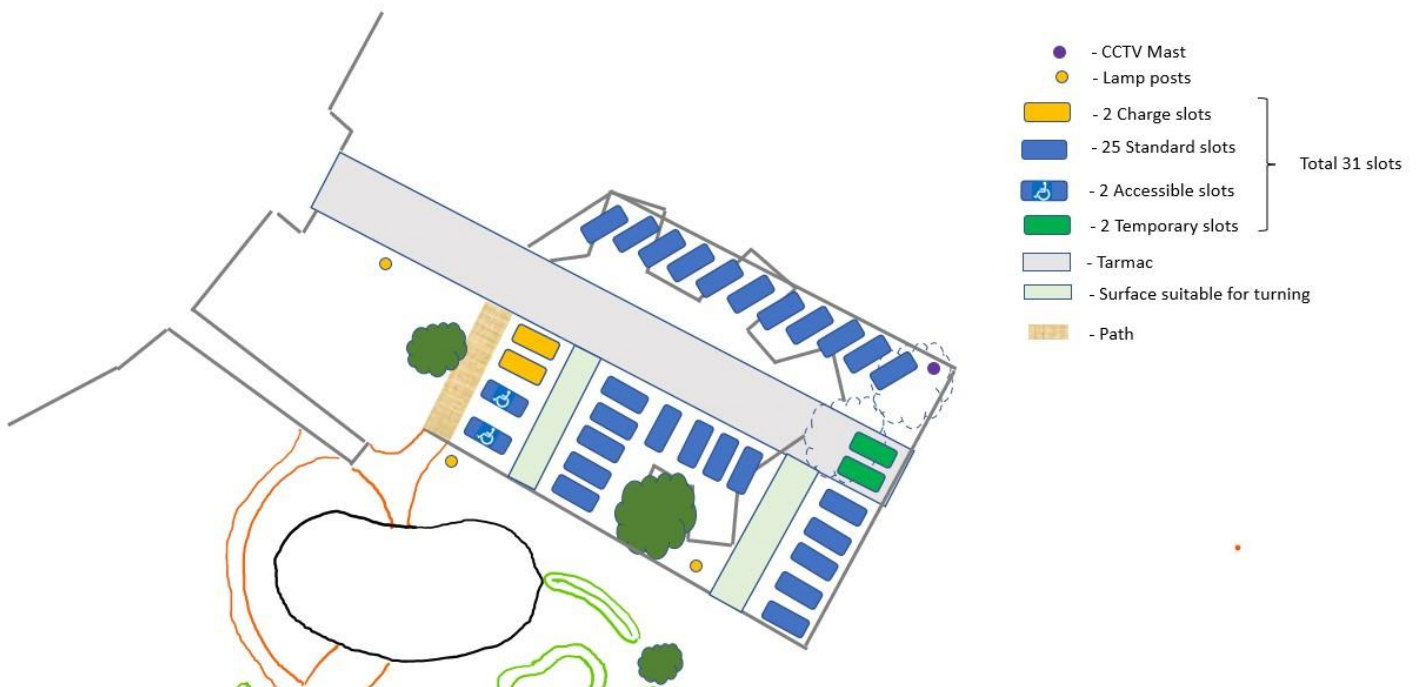 - CCTV Mast
- Lamp posts
- 2 Charge slots
- 25 Standard slots
Total 31 slots
- 2 Accessible slots
- 2 Temporary slots
- Tarmac
- Surface suitable for turning
- Path